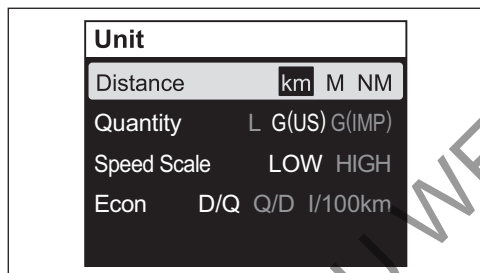 Unit
Distance km M NM
Quantity L G(US) G(IMP)
Speed Scale LOW HIGH
Econ D/Q Q/D l/100km